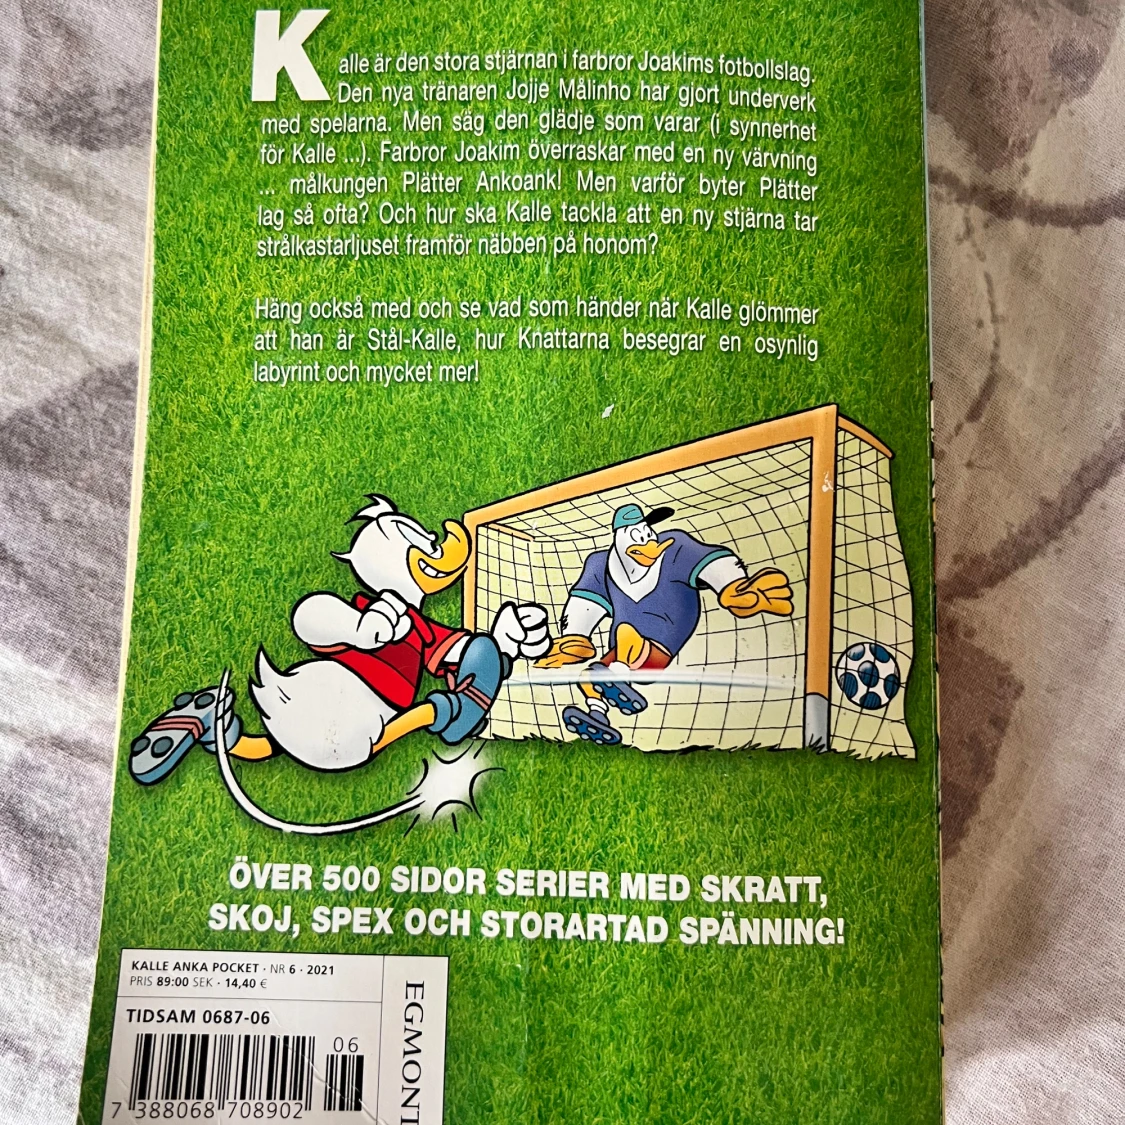 Kalle är den stora stjärnan i farbror Joakims fotbollslag.
Den nya tränaren Jojje Målinho har gjort underverk
med spelarna. Men säg den glädje som varar (i synnerhet
för Kalle ...). Farbror Joakim överraskar med en ny värvning
... målkungen Plätter Ankoank! Men varför byter Plätter
lag så ofta? Och hur ska Kalle tackla att en ny stjärna tar
strålkastarljuset framför näbben på honom?
Häng också med och se vad som händer när Kalle glömmer
att han är Stål-Kalle, hur Knattarna besegrar en osynlig
labyrint och mycket mer!
ÖVER 500 SIDOR SERIER MED SKRATT,
SKOJ, SPEX OCH STORARTAD SPÄNNING!
KALLE ANKA POCKET · NR 6 · 2021
PRIS 89:00 SEK · 14,40 €
TIDSAM 0687-06
06
7 388068 708902
EGMONT